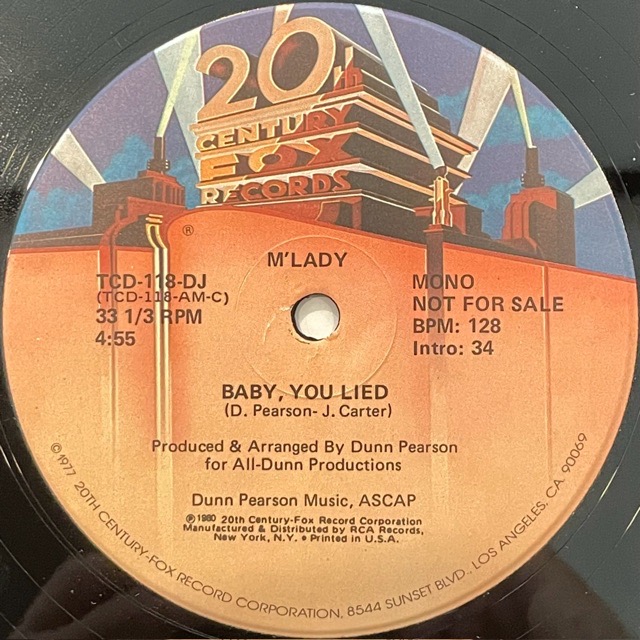 20th
CENTURY
FOX
RECORDS
®
M'LADY
TCD-118-DJ
(TCD-118-AM-C)
33 1/3 RPM
4:55
MONO
NOT FOR SALE
BPM: 128
Intro: 34
BABY, YOU LIED
(D. Pearson- J. Carter)
Produced & Arranged By Dunn Pearson
for All-Dunn Productions
Dunn Pearson Music, ASCAP
℗ 1980 20th Century-Fox Record Corporation
Manufactured & Distributed by RCA Records,
New York, N.Y. • Printed in U.S.A.
©1977 20TH CENTURY-FOX RECORD CORPORATION, 8544 SUNSET BLVD., LOS ANGELES, CA 90069